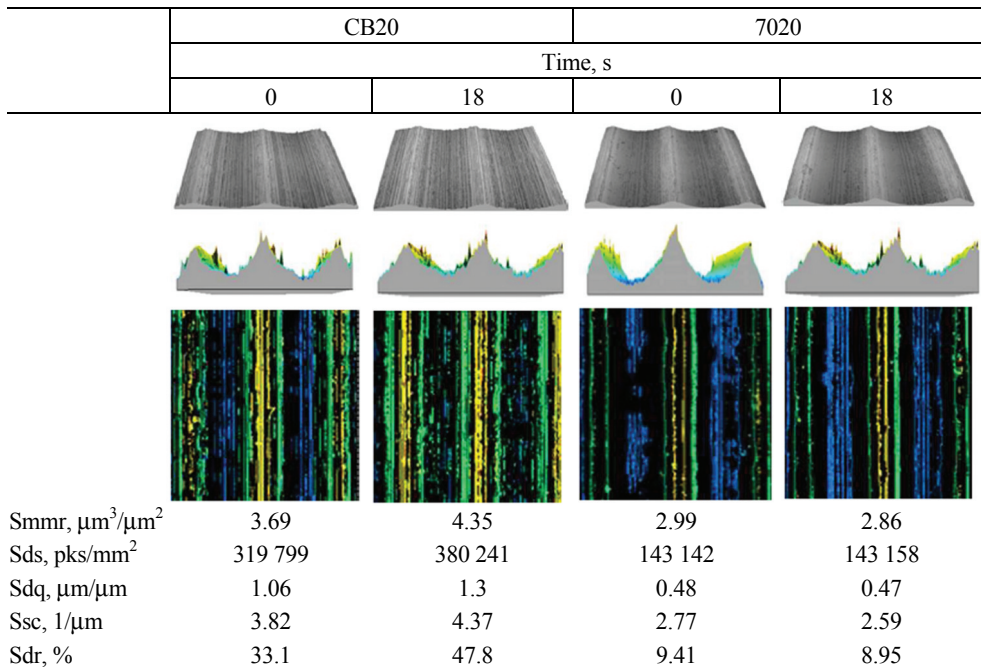 CB20 7020
Time, s
0 18 0 18
Smmr, μm³/μm² 3.69 4.35 2.99 2.86
Sds, pks/mm² 319 799 380 241 143 142 143 158
Sdq, μm/μm 1.06 1.3 0.48 0.47
Ssc, 1/μm 3.82 4.37 2.77 2.59
Sdr, % 33.1 47.8 9.41 8.95